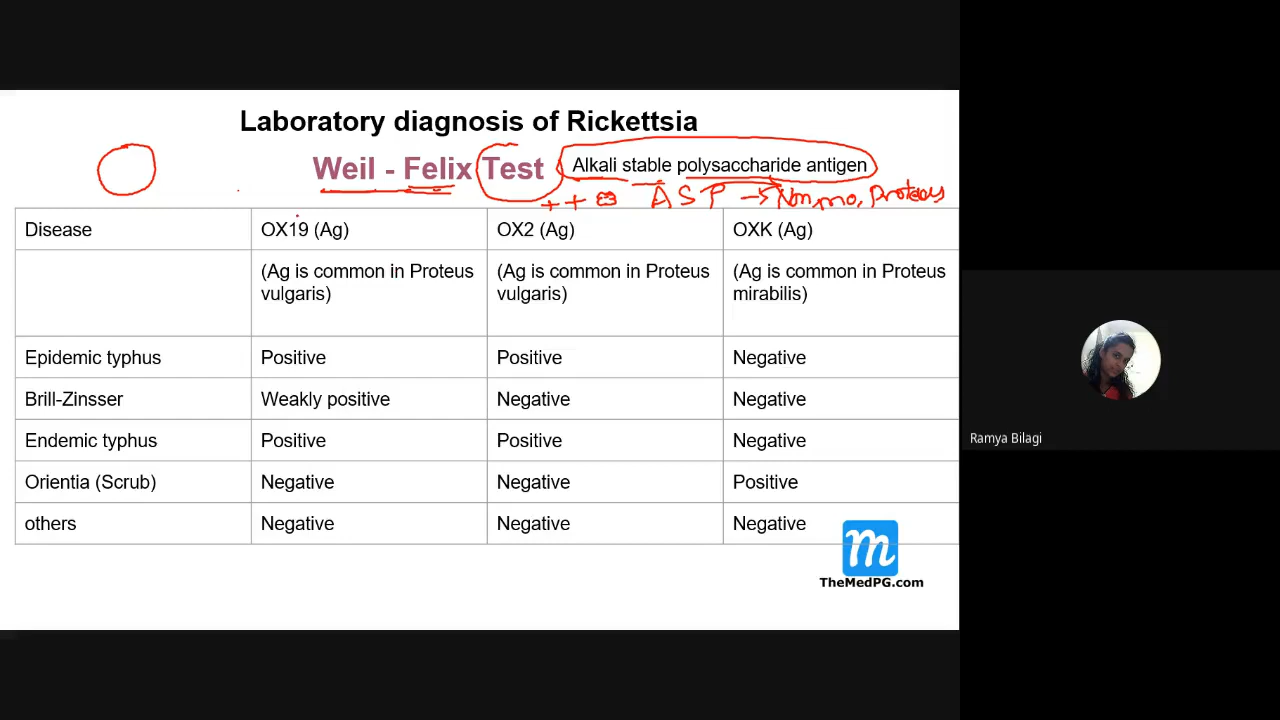 Laboratory diagnosis of Rickettsia
Weil - Felix Test Alkali stable polysaccharide antigen
++ A S P → Proteus
Disease OX19 (Ag) OX2 (Ag) OXK (Ag)
(Ag is common in Proteus (Ag is common in Proteus (Ag is common in Proteus
vulgaris) vulgaris) mirabilis)
Epidemic typhus Positive Positive Negative
Brill-Zinsser Weakly positive Negative Negative
Endemic typhus Positive Positive Negative
Orientia (Scrub) Negative Negative Positive
others Negative Negative Negative
m
TheMedPG.com
Ramya Bilagi